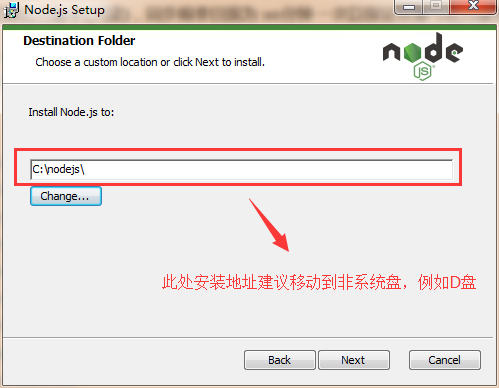 Node.js Setup
Destination Folder
Choose a custom location or click Next to install.
node
JS
Install Node.js to:
C:\nodejs\
Change...
此处安装地址建议移动到非系统盘，例如D盘
Back
Next
Cancel